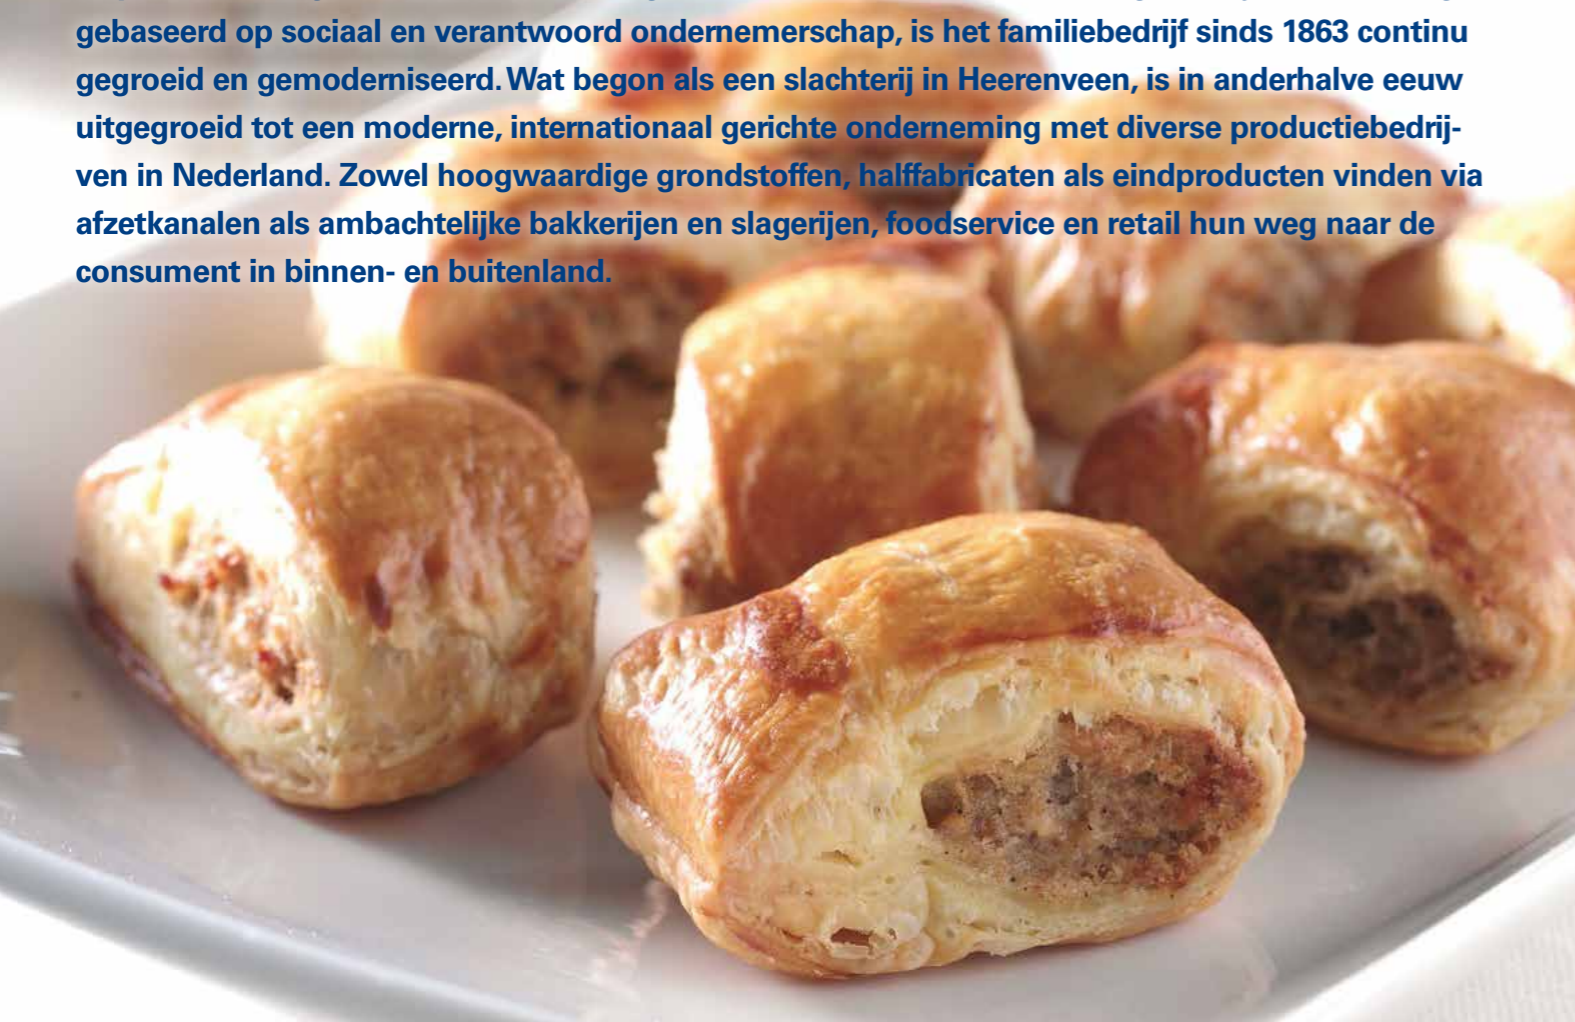 gebaseerd op sociaal en verantwoord ondernemerschap, is het familiebedrijf sinds 1863 continu
gegroeid en gemoderniseerd. Wat begon als een slachterij in Heerenveen, is in anderhalve eeuw
uitgegroeid tot een moderne, internationaal gerichte onderneming met diverse productiebedrij-
ven in Nederland. Zowel hoogwaardige grondstoffen, halffabricaten als eindproducten vinden via
afzetkanalen als ambachtelijke bakkerijen en slagerijen, foodservice en retail hun weg naar de
consument in binnen- en buitenland.